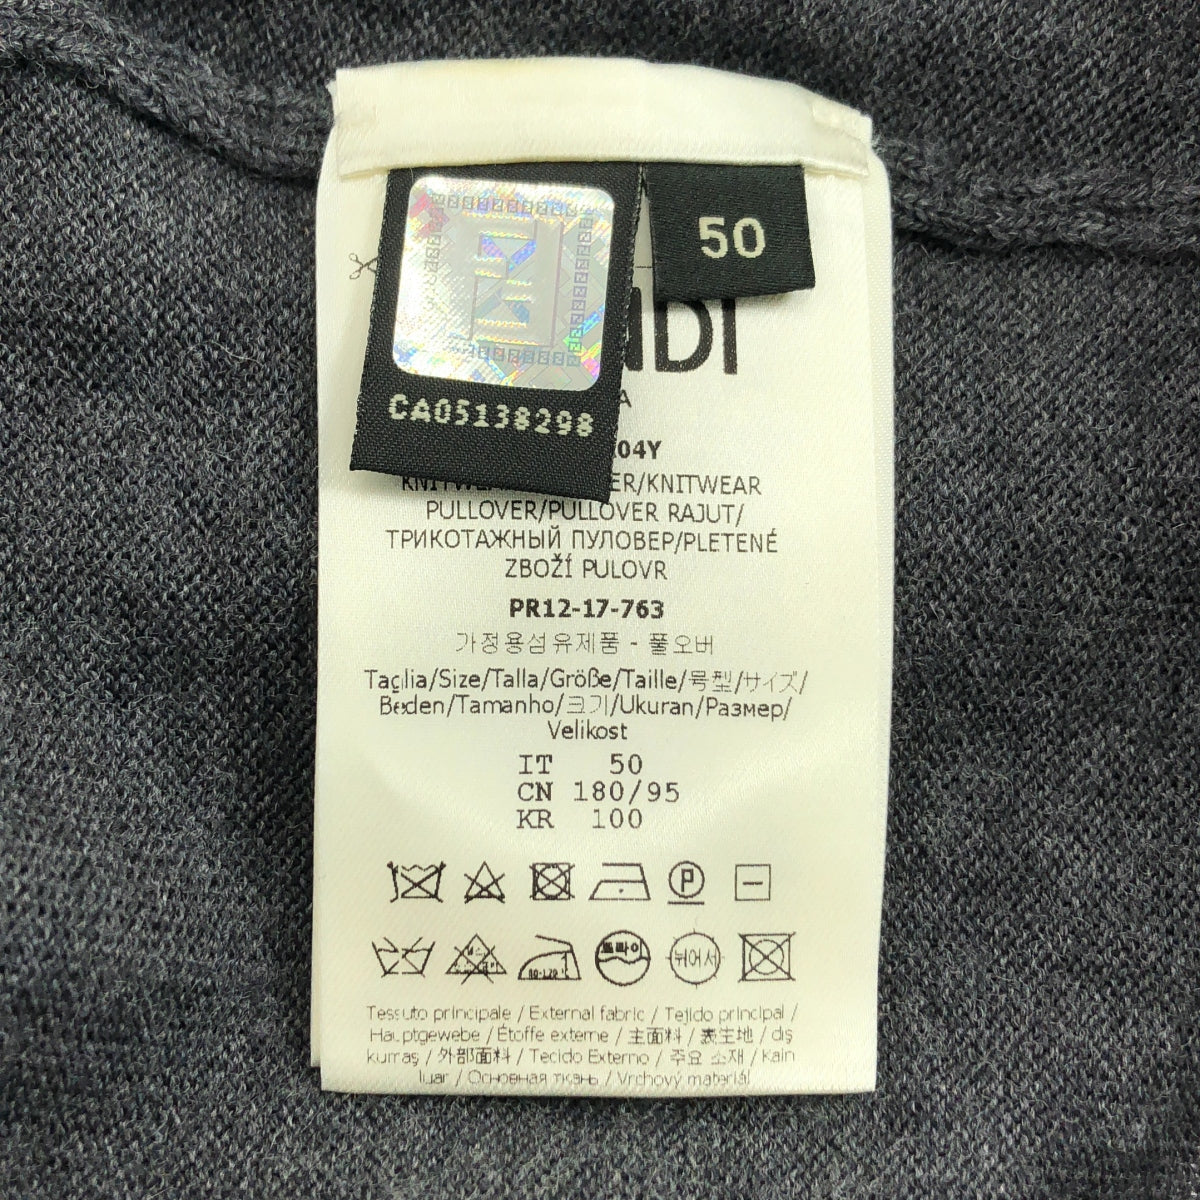 50
CA05138298
NDI
A
04Y
KNITWEAR PULLOVER/KNITWEAR
PULLOVER/PULLOVER RAJUT/
ТРИКОТАЖНЫЙ ПУЛОВЕР/PLETENÉ
ZBOŽÍ PULOVR
PR12-17-763
가정용섬유제품 - 풀오버
Taglia/Size/Talla/Größe/Taille/号型/サイズ/
Beden/Tamanho/크기/Ukuran/Размер/
Velikost
IT 50
CN 180/95
KR 100
P
80-120
드라이
뉘어서
Tessuto principale / External fabric / Tejido principal /
Hauptgewebe / Étoffe externe / 主面料 / 表生地 / dış
kumaş / 外部面料 / Tecido Externo / 주요 소재 / Kain
luar / Основная ткань / Vrchový materiál